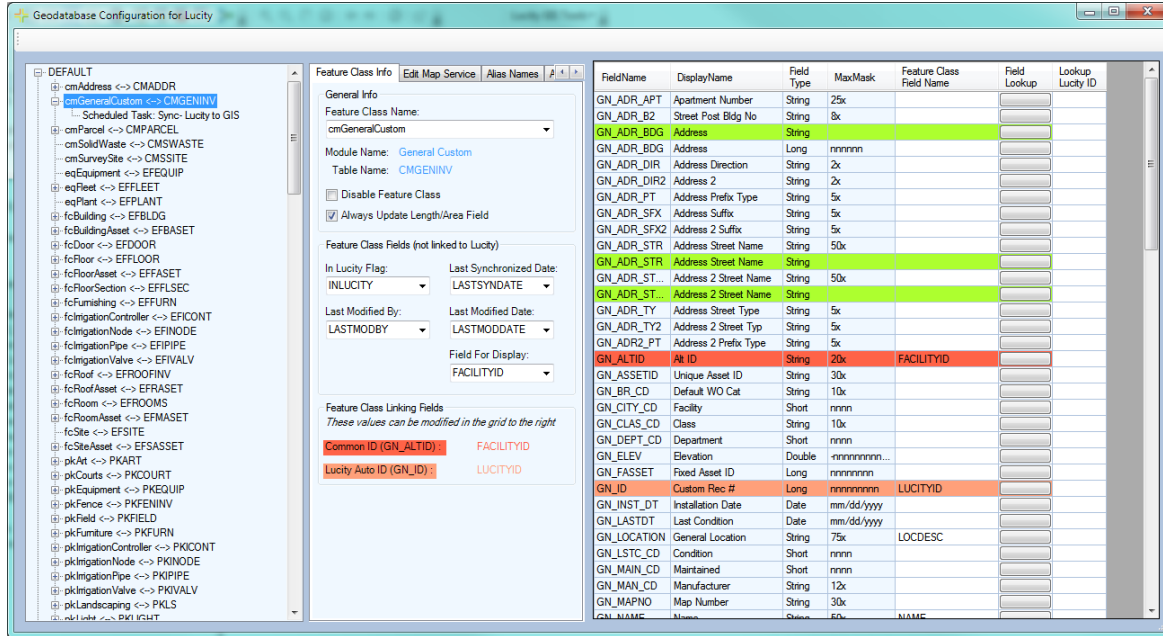 Geodatabase Configuration for Lucity
DEFAULT
cmAddress <--> CMADDR
cmGeneralCustom <--> CMGENINV
Scheduled Task: Sync- Lucity to GIS
cmParcel <--> CMPARCEL
cmSolidWaste <--> CMSWASTE
cmSurveySite <--> CMSSITE
eqEquipment <--> EFEQUIP
eqFleet <--> EFFLEET
eqPlant <--> EFPLANT
fcBuilding <--> EFBLDG
fcBuildingAsset <--> EFBASET
fcDoor <--> EFDOOR
fcFloor <--> EFFLOOR
fcFloorAsset <--> EFFASET
fcFloorSection <--> EFFLSEC
fcFurnishing <--> EFFURN
fcIrrigationController <--> EFICONT
fcIrrigationNode <--> EFINODE
fcIrrigationPipe <--> EFIPIPE
fcIrrigationValve <--> EFIVALV
fcRoof <--> EFROOFINV
fcRoofAsset <--> EFRASET
fcRoom <--> EFROOMS
fcRoomAsset <--> EFMASET
fcSite <--> EFSITE
fcSiteAsset <--> EFSASSET
pkArt <--> PKART
pkCourts <--> PKCOURT
pkEquipment <--> PKEQUIP
pkFence <--> PKFENINV
pkField <--> PKFIELD
pkFurniture <--> PKFURN
pkIrrigationController <--> PKICONT
pkIrrigationNode <--> PKINODE
pkIrrigationPipe <--> PKIPIPE
pkIrrigationValve <--> PKIVALV
pkLandscaping <--> PKLS
pkLight <--> PKLIGHT
Feature Class Info Edit Map Service Alias Names A
General Info
Feature Class Name:
cmGeneralCustom
Module Name: General Custom
Table Name: CMGENINV
Disable Feature Class
Always Update Length/Area Field
Feature Class Fields (not linked to Lucity)
In Lucity Flag: Last Synchronized Date:
INLUCITY LASTSYNDATE
Last Modified By: Last Modified Date:
LASTMODBY LASTMODDATE
Field For Display:
FACILITYID
Feature Class Linking Fields
These values can be modified in the grid to the right
Common ID (GN_ALTID) : FACILITYID
Lucity Auto ID (GN_ID) : LUCITYID
FieldName DisplayName Field Type MaxMask Feature Class Field Name Field Lookup Lookup Lucity ID
GN_ADR_APT Apartment Number String 25x
GN_ADR_B2 Street Post Bldg No String 8x
GN_ADR_BDG Address String
GN_ADR_BDG Address Long nnnnnn
GN_ADR_DIR Address Direction String 2x
GN_ADR_DIR2 Address 2 String 2x
GN_ADR_PT Address Prefix Type String 5x
GN_ADR_SFX Address Suffix String 5x
GN_ADR_SFX2 Address 2 Suffix String 5x
GN_ADR_STR Address Street Name String 50x
GN_ADR_STR Address Street Name String
GN_ADR_ST... Address 2 Street Name String 50x
GN_ADR_ST... Address 2 Street Name String
GN_ADR_TY Address Street Type String 5x
GN_ADR_TY2 Address 2 Street Typ String 5x
GN_ADR2_PT Address 2 Prefix Type String 5x
GN_ALTID Alt ID String 20x FACILITYID
GN_ASSETID Unique Asset ID String 30x
GN_BR_CD Default WO Cat String 10x
GN_CITY_CD Facility Short nnnn
GN_CLAS_CD Class String 10x
GN_DEPT_CD Department Short nnnn
GN_ELEV Elevation Double -nnnnnnnnn...
GN_FASSET Fixed Asset ID Long nnnnnnnn
GN_ID Custom Rec # Long nnnnnnnnn LUCITYID
GN_INST_DT Installation Date Date mm/dd/yyyy
GN_LASTDT Last Condition Date mm/dd/yyyy
GN_LOCATION General Location String 75x LOCDESC
GN_LSTC_CD Condition Short nnnn
GN_MAIN_CD Maintained Short nnnn
GN_MAN_CD Manufacturer String 12x
GN_MAPNO Map Number String 30x
GN_NAME Name String 50x NAME